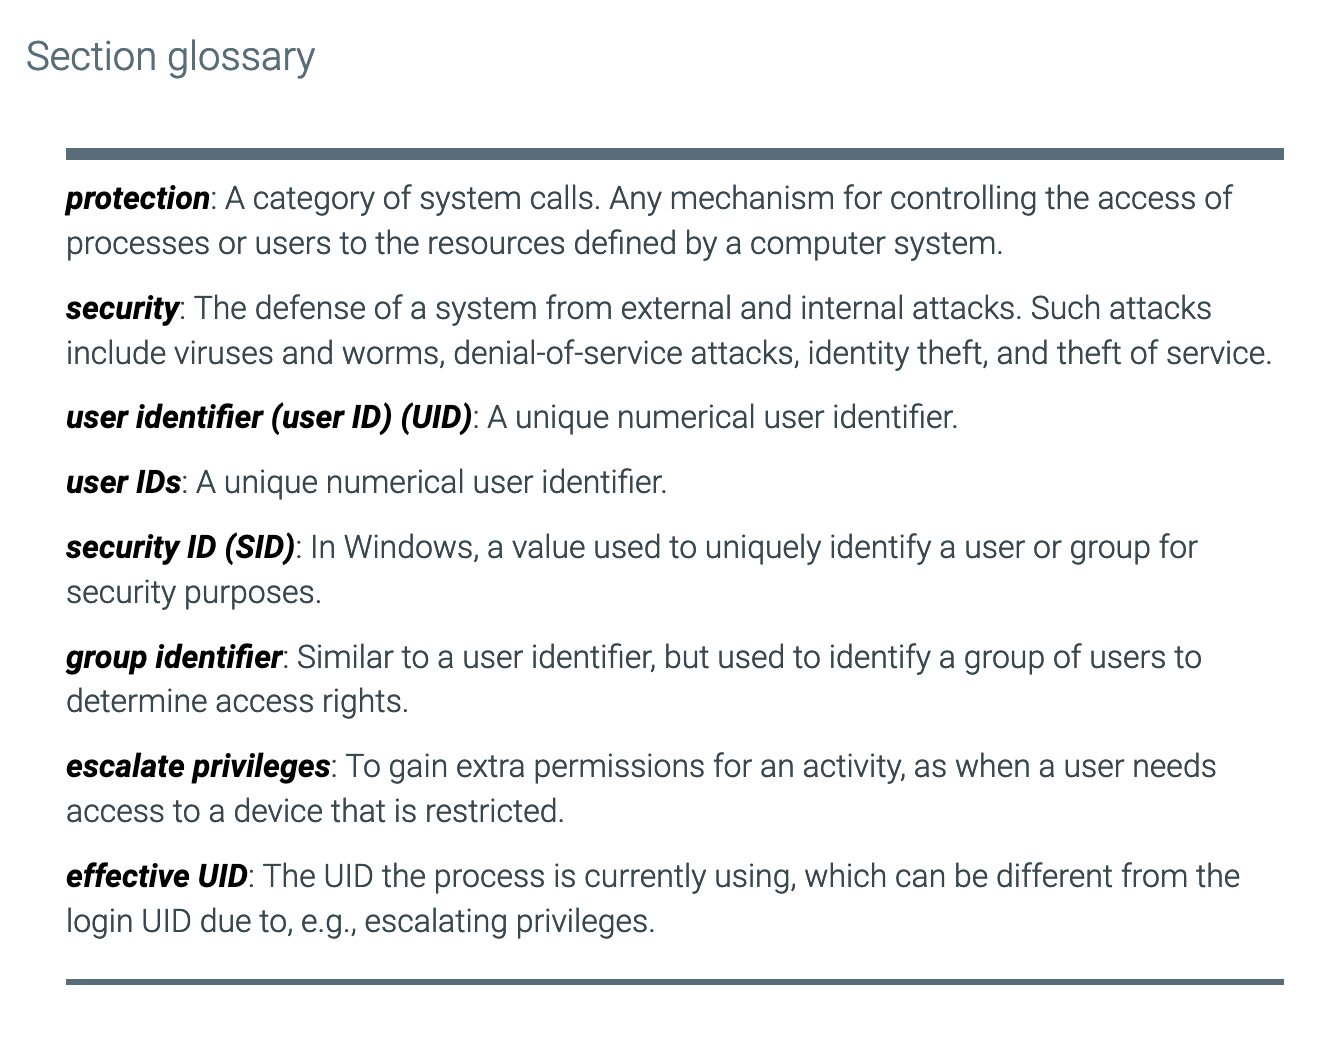 Section glossary
protection: A category of system calls. Any mechanism for controlling the access of
processes or users to the resources defined by a computer system.
security: The defense of a system from external and internal attacks. Such attacks
include viruses and worms, denial-of-service attacks, identity theft, and theft of service.
user identifier (user ID) (UID): A unique numerical user identifier.
user IDs: A unique numerical user identifier.
security ID (SID): In Windows, a value used to uniquely identify a user or group for
security purposes.
group identifier: Similar to a user identifier, but used to identify a group of users to
determine access rights.
escalate privileges: To gain extra permissions for an activity, as when a user needs
access to a device that is restricted.
effective UID: The UID the process is currently using, which can be different from the
login UID due to, e.g., escalating privileges.